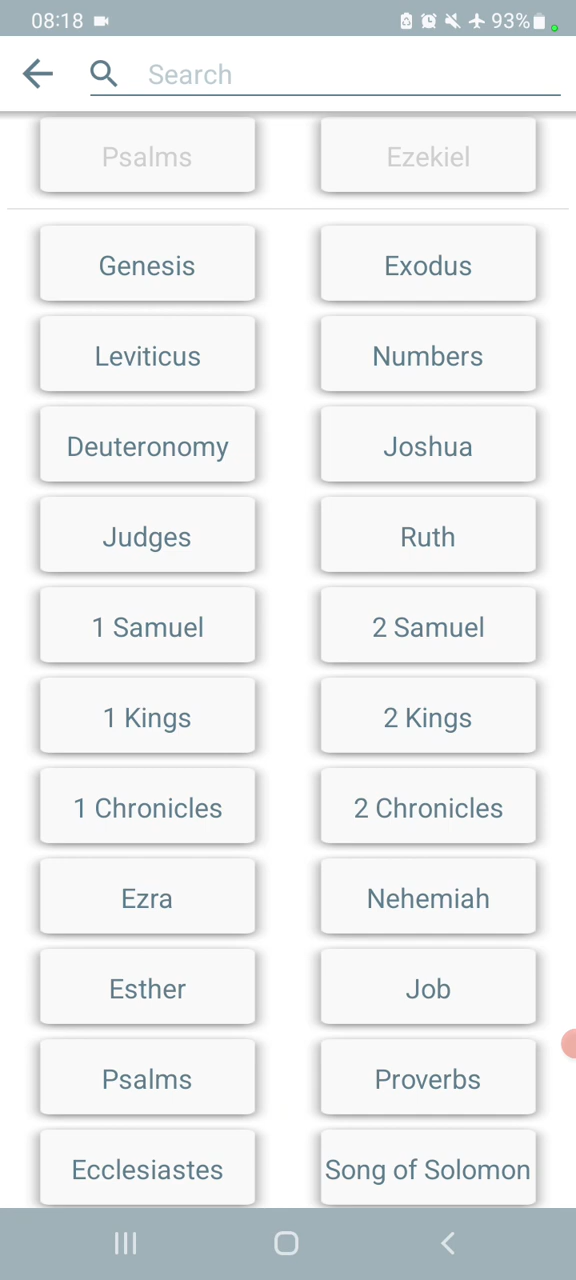 08:18 93%
Search
Psalms Ezekiel
Genesis Exodus
Leviticus Numbers
Deuteronomy Joshua
Judges Ruth
1 Samuel 2 Samuel
1 Kings 2 Kings
1 Chronicles 2 Chronicles
Ezra Nehemiah
Esther Job
Psalms Proverbs
Ecclesiastes Song of Solomon